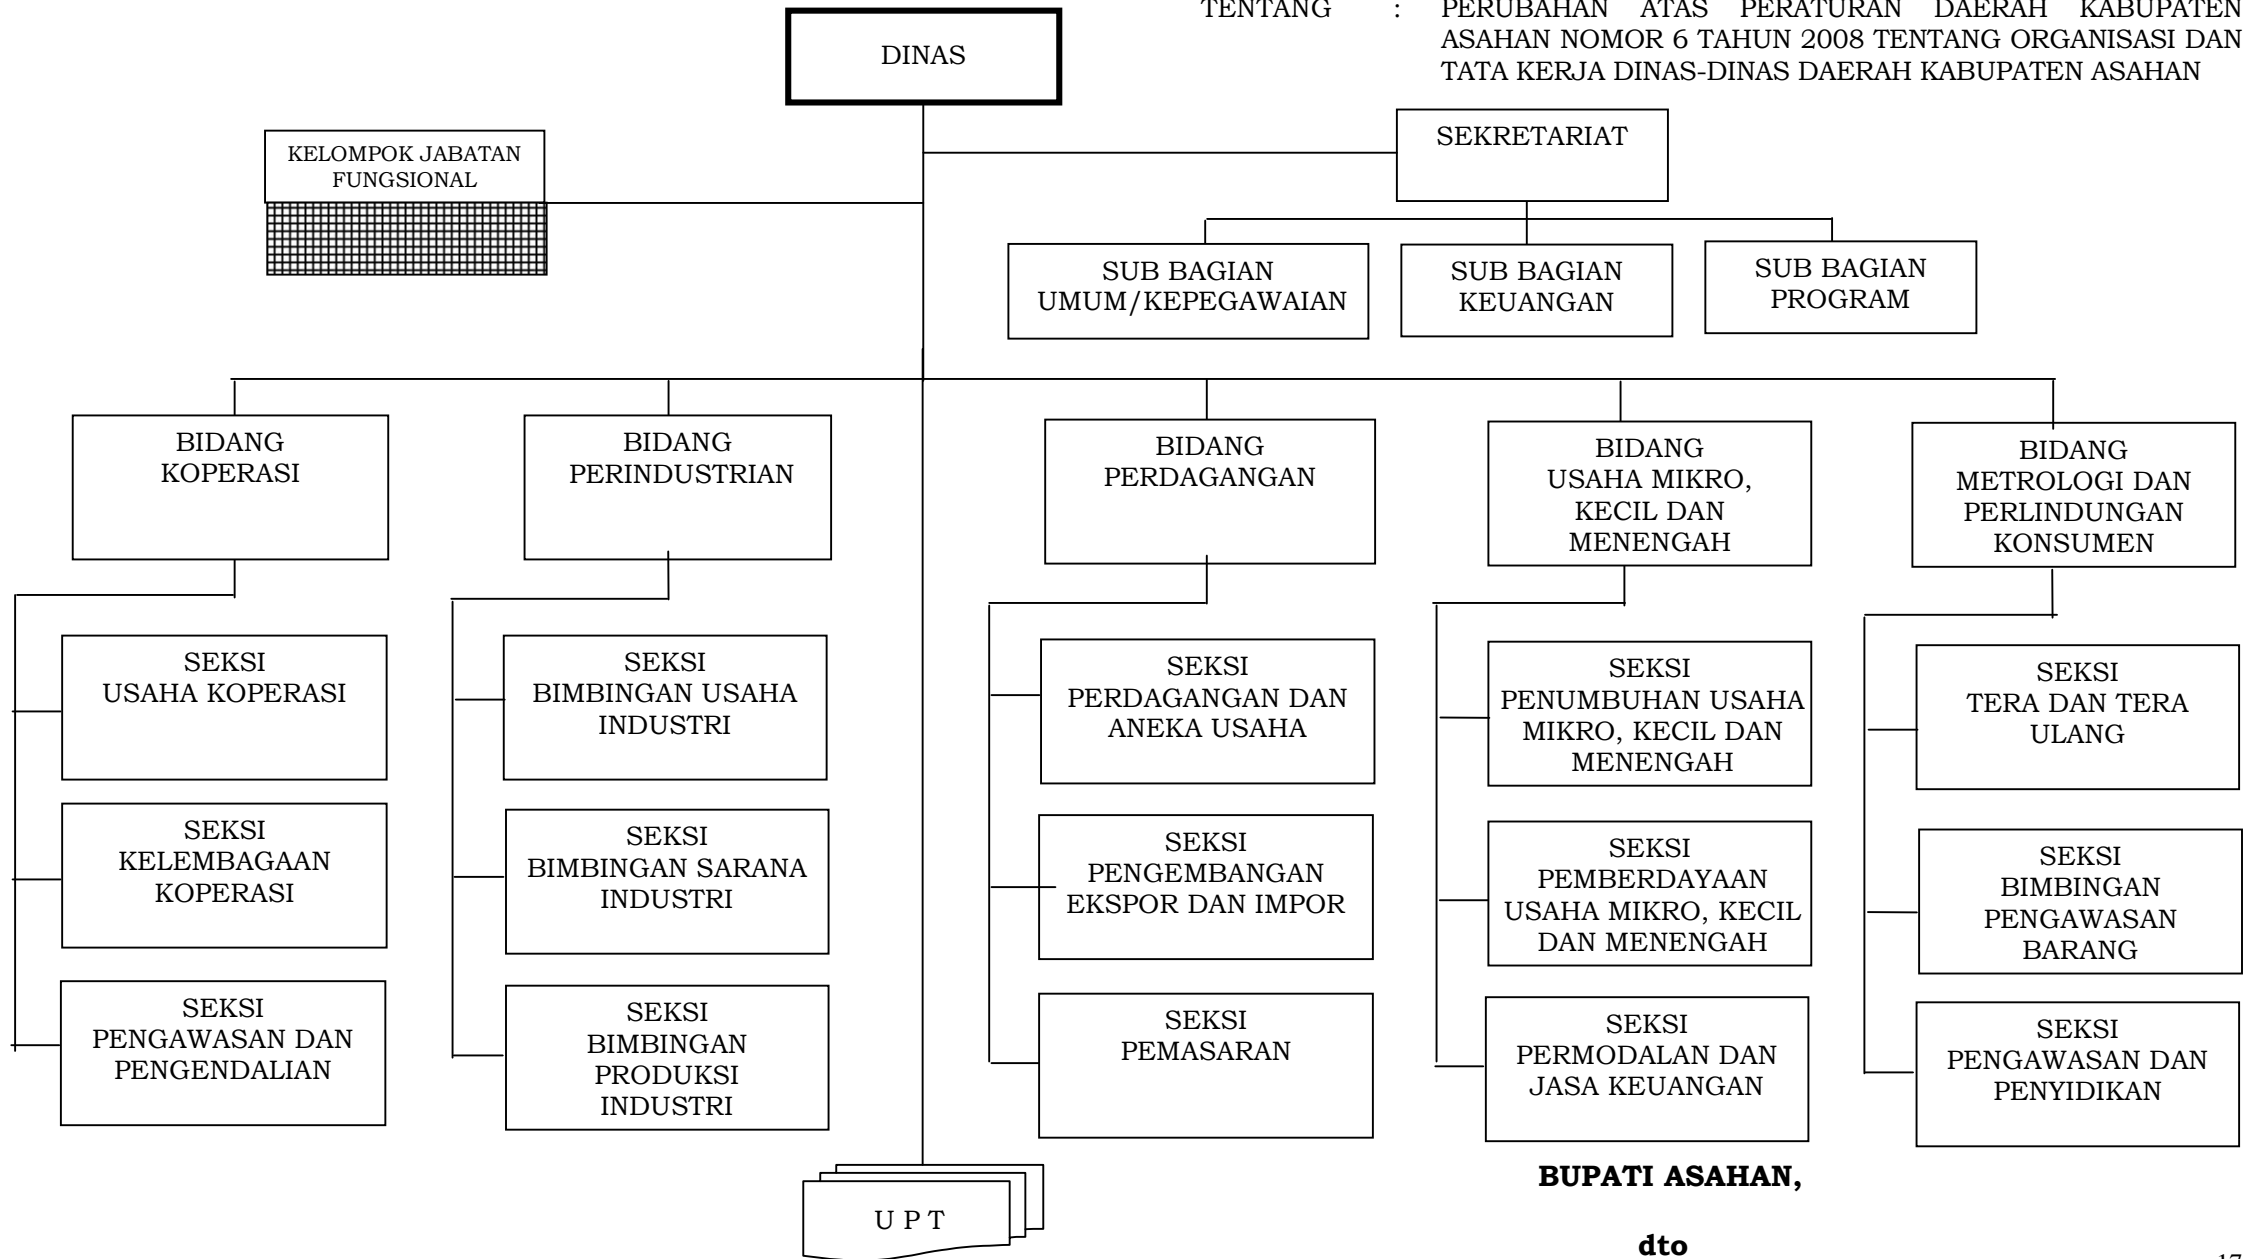 TENTANG : PERUBAHAN ATAS PERATURAN DAERAH KABUPATEN
ASAHAN NOMOR 6 TAHUN 2008 TENTANG ORGANISASI DAN
TATA KERJA DINAS-DINAS DAERAH KABUPATEN ASAHAN
DINAS
KELOMPOK JABATAN
FUNGSIONAL
SEKRETARIAT
SUB BAGIAN
UMUM/KEPEGAWAIAN
SUB BAGIAN
KEUANGAN
SUB BAGIAN
PROGRAM
BIDANG
KOPERASI
BIDANG
PERINDUSTRIAN
BIDANG
PERDAGANGAN
BIDANG
USAHA MIKRO,
KECIL DAN
MENENGAH
BIDANG
METROLOGI DAN
PERLINDUNGAN
KONSUMEN
SEKSI
USAHA KOPERASI
SEKSI
BIMBINGAN USAHA
INDUSTRI
SEKSI
PERDAGANGAN DAN
ANEKA USAHA
SEKSI
PENUMBUHAN USAHA
MIKRO, KECIL DAN
MENENGAH
SEKSI
TERA DAN TERA
ULANG
SEKSI
KELEMBAGAAN
KOPERASI
SEKSI
BIMBINGAN SARANA
INDUSTRI
SEKSI
PENGEMBANGAN
EKSPOR DAN IMPOR
SEKSI
PEMBERDAYAAN
USAHA MIKRO, KECIL
DAN MENENGAH
SEKSI
BIMBINGAN
PENGAWASAN
BARANG
SEKSI
PENGAWASAN DAN
PENGENDALIAN
SEKSI
BIMBINGAN
PRODUKSI
INDUSTRI
SEKSI
PEMASARAN
SEKSI
PERMODALAN DAN
JASA KEUANGAN
SEKSI
PENGAWASAN DAN
PENYIDIKAN
U P T
BUPATI ASAHAN,
dto
17